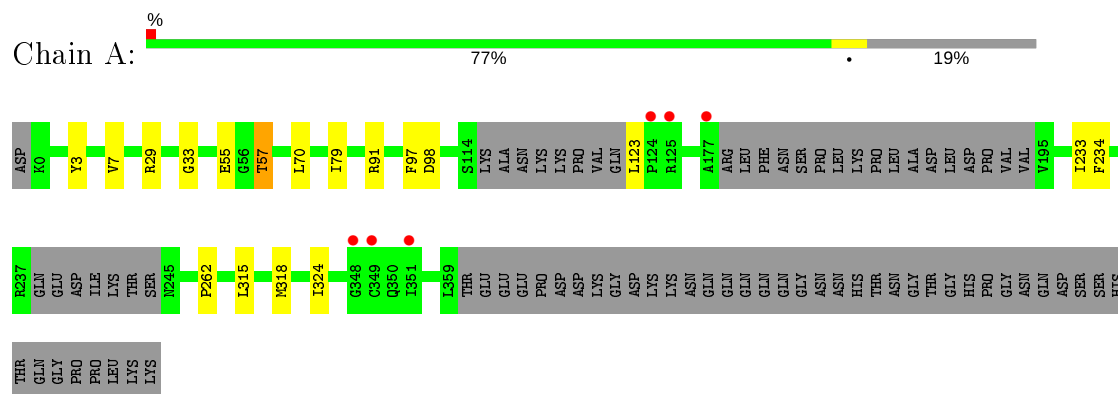 %
Chain A:
77%
•
19%
ASP K0 Y3 V7 R29 G33 E55 G56 T57 L70 I79 R91 F97 D98 S114 LYS ALA ASN LYS LYS PRO VAL GLN L123 P124 R125 A177 ARG LEU PHE ASN SER PRO LEU LYS PRO LEU ALA ASP LEU ASP PRO VAL VAL V195 I233 F234
R237 GLN GLU ASP ILE LYS THR SER N245 P262 L315 M318 I324 G348 C349 Q350 I351 L359 THR GLU GLU GLU PRO ASP ASP LYS GLY ASP LYS LYS ASN GLN GLN GLN GLN GLY ASN ASN HIS THR ASN GLY THR GLY HIS PRO GLY ASN GLN ASP SER SER HIS
THR GLN GLY PRO PRO LEU LYS LYS